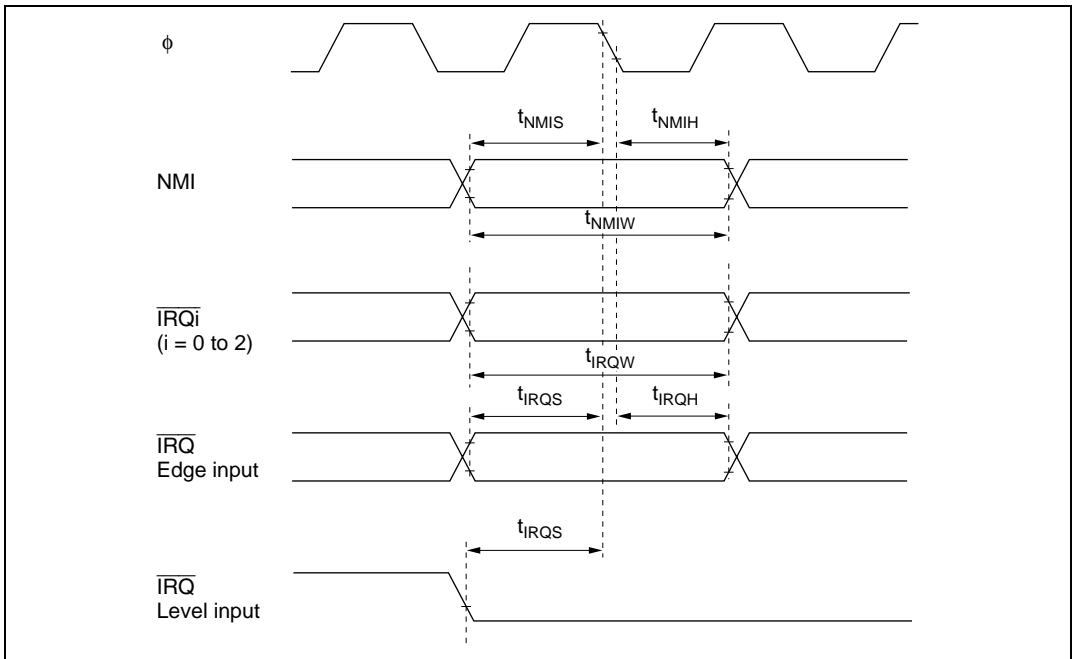 ϕ
tNMIS
tNMIH
NMI
tNMIW
IRQi
(i = 0 to 2)
tIRQW
tIRQS
tIRQH
IRQ
Edge input
tIRQS
IRQ
Level input